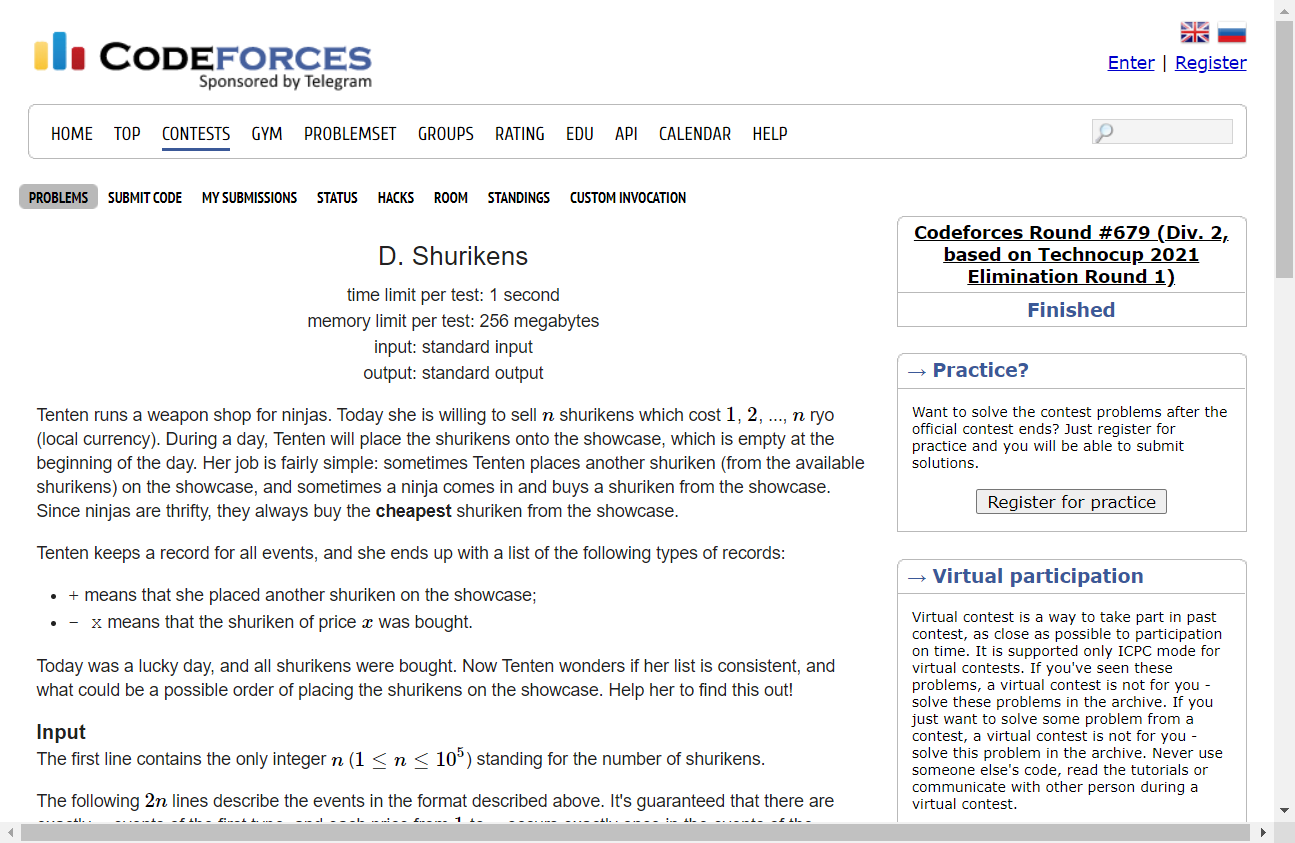 CODEFORCES
Sponsored by Telegram
Enter | Register
HOME TOP CONTESTS GYM PROBLEMSET GROUPS RATING EDU API CALENDAR HELP
PROBLEMS SUBMIT CODE MY SUBMISSIONS STATUS HACKS ROOM STANDINGS CUSTOM INVOCATION
D. Shurikens
time limit per test: 1 second
memory limit per test: 256 megabytes
input: standard input
output: standard output
Tenten runs a weapon shop for ninjas. Today she is willing to sell n shurikens which cost 1, 2, ..., n ryo
(local currency). During a day, Tenten will place the shurikens onto the showcase, which is empty at the
beginning of the day. Her job is fairly simple: sometimes Tenten places another shuriken (from the available
shurikens) on the showcase, and sometimes a ninja comes in and buys a shuriken from the showcase.
Since ninjas are thrifty, they always buy the cheapest shuriken from the showcase.
Tenten keeps a record for all events, and she ends up with a list of the following types of records:
• + means that she placed another shuriken on the showcase;
• - x means that the shuriken of price x was bought.
Today was a lucky day, and all shurikens were bought. Now Tenten wonders if her list is consistent, and
what could be a possible order of placing the shurikens on the showcase. Help her to find this out!
Input
The first line contains the only integer n (1 ≤ n ≤ 10⁵) standing for the number of shurikens.
The following 2n lines describe the events in the format described above. It's guaranteed that there are
Codeforces Round #679 (Div. 2,
based on Technocup 2021
Elimination Round 1)
Finished
→ Practice?
Want to solve the contest problems after the
official contest ends? Just register for
practice and you will be able to submit
solutions.
Register for practice
→ Virtual participation
Virtual contest is a way to take part in past
contest, as close as possible to participation
on time. It is supported only ICPC mode for
virtual contests. If you've seen these
problems, a virtual contest is not for you -
solve these problems in the archive. If you
just want to solve some problem from a
contest, a virtual contest is not for you -
solve this problem in the archive. Never use
someone else's code, read the tutorials or
communicate with other person during a
virtual contest.